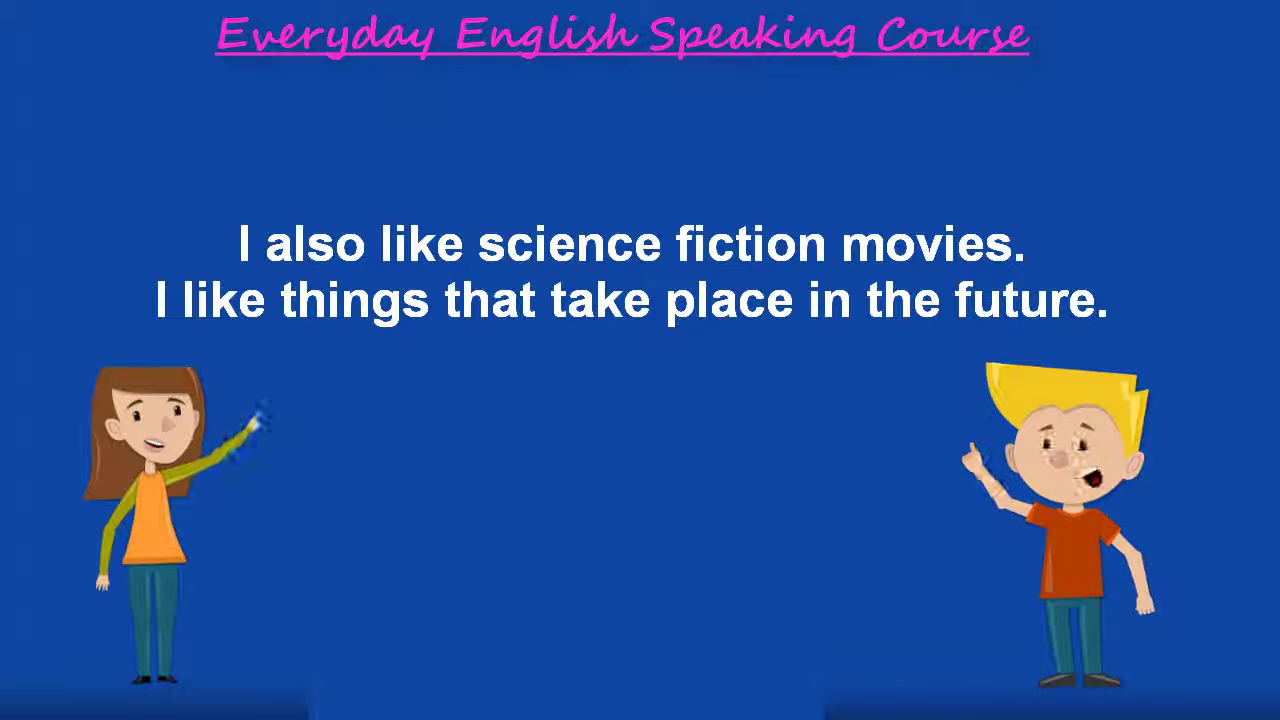 Everyday English Speaking Course
I also like science fiction movies.
I like things that take place in the future.